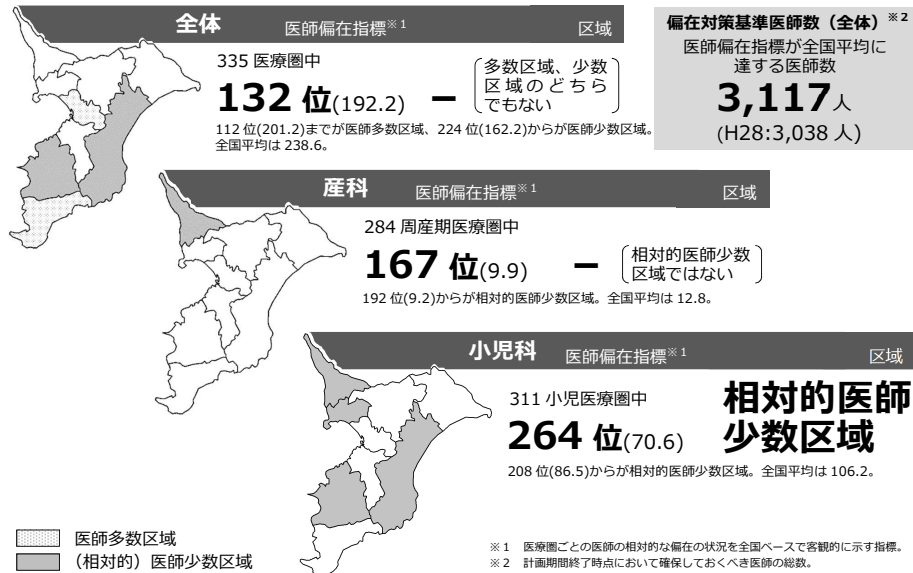 全体 医師偏在指標※1 区域
335 医療圏中
132 位(192.2) － 多数区域、少数
区域のどちら
でもない
112 位(201.2)までが医師多数区域、224 位(162.2)からが医師少数区域。
全国平均は 238.6。
偏在対策基準医師数（全体）※2
医師偏在指標が全国平均に
達する医師数
3,117人
(H28:3,038 人)
産科 医師偏在指標※1 区域
284 周産期医療圏中
167 位(9.9) － 相対的医師少数
区域ではない
192 位(9.2)からが相対的医師少数区域。全国平均は 12.8。
小児科 医師偏在指標※1 区域
311 小児医療圏中
264 位(70.6) 相対的医師
少数区域
208 位(86.5)からが相対的医師少数区域。全国平均は 106.2。
医師多数区域
（相対的）医師少数区域
※1 医療圏ごとの医師の相対的な偏在の状況を全国ベースで客観的に示す指標。
※2 計画期間終了時点において確保しておくべき医師の総数。